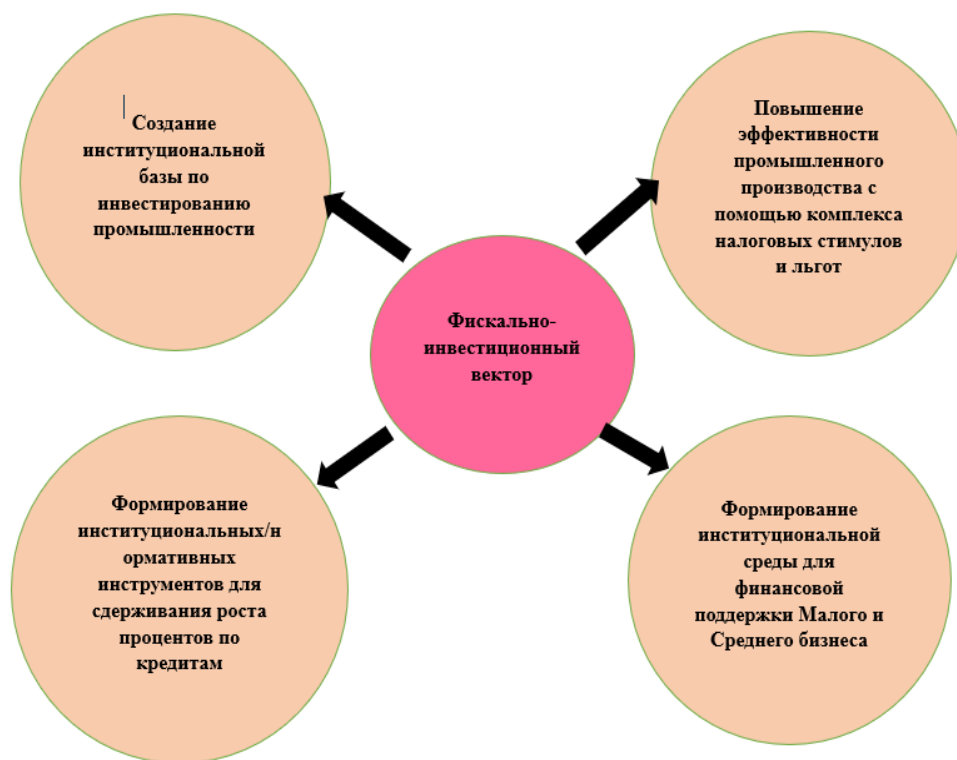 Создание
институциональной
базы по
инвестированию
промышленности
Повышение
эффективности
промышленного
производства с
помощью комплекса
налоговых стимулов
и льгот
Фискально-
инвестиционный
вектор
Формирование
институциональных/н
ормативных
инструментов для
сдерживания роста
процентов по
кредитам
Формирование
институциональной
среды для
финансовой
поддержки Малого и
Среднего бизнеса